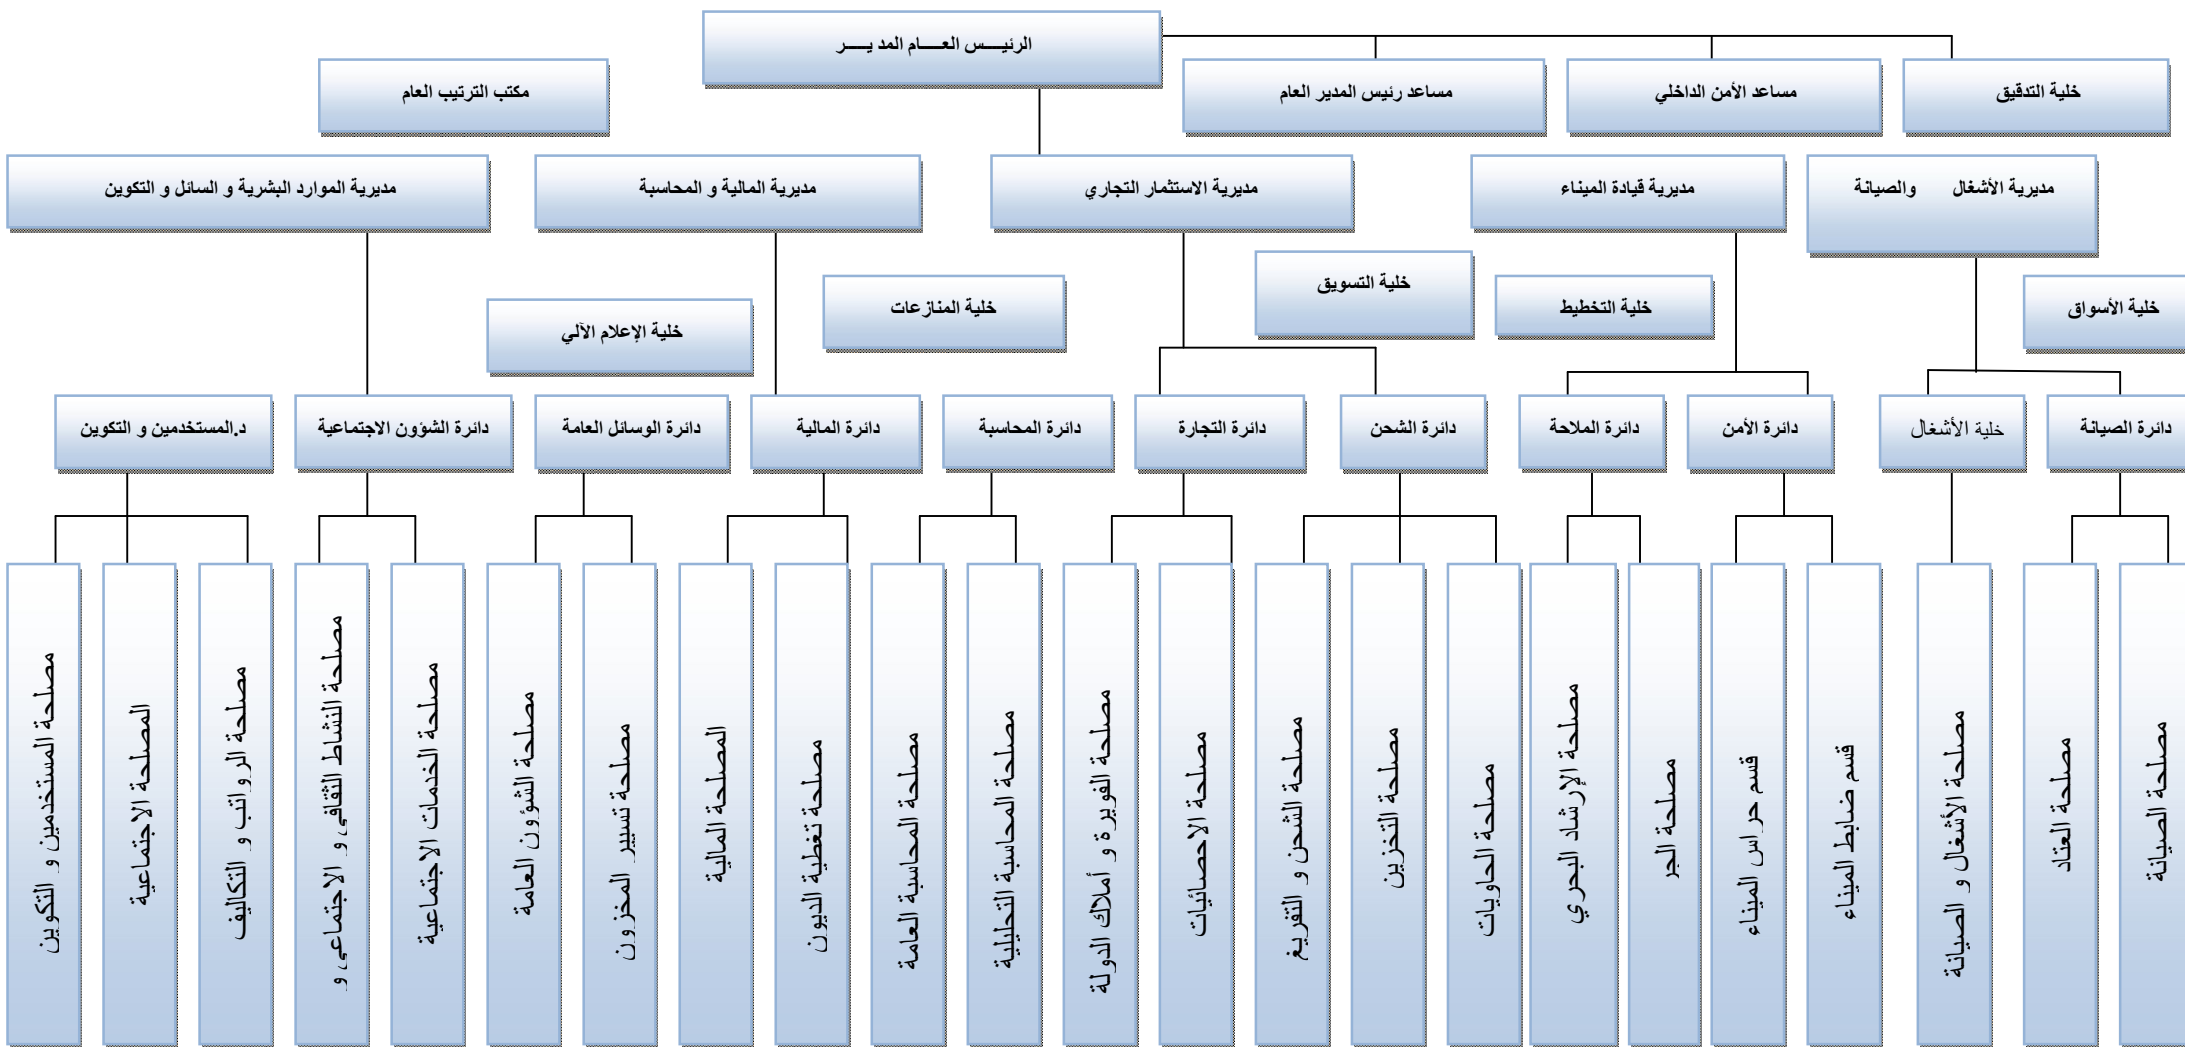 الرئيـــس العــــام المد يـــــر
خلية التدقيق
مساعد الأمن الداخلي
مساعد رئيس المدير العام
مكتب الترتيب العام
مديرية الأشغال والصيانة
مديرية قيادة الميناء
مديرية الاستثمار التجاري
مديرية المالية و المحاسبة
مديرية الموارد البشرية و السائل و التكوين
خلية الأسواق
خلية التخطيط
خلية التسويق
خلية المنازعات
خلية الإعلام الآلي
دائرة الصيانة
خلية الأشغال
دائرة الأمن
دائرة الملاحة
دائرة الشحن
دائرة التجارة
دائرة المحاسبة
دائرة المالية
دائرة الوسائل العامة
دائرة الشؤون الاجتماعية
د.المستخدمين و التكوين
مصلحة الصيانة
مصلحة العتاد
مصلحة الأشغال و الصيانة
قسم ضابط الميناء
قسم حراس الميناء
مصلحة الجر
مصلحة الإرشاد البحري
مصلحة الحاويات
مصلحة التخزين
مصلحة الشحن و التفريغ
مصلحة الاحصائيات
مصلحة الفويرة و أملاك الدولة
مصلحة المحاسبة التحليلية
مصلحة المحاسبة العامة
مصلحة تغطية الديون
المصلحة المالية
مصلحة تسيير المخزون
مصلحة الشؤون العامة
مصلحة الخدمات الاجتماعية
مصلحة النشاط الثقافي و الاجتماعي و
مصلحة الرواتب و التكاليف
المصلحة الاجتماعية
مصلحة المستخدمين و التكوين